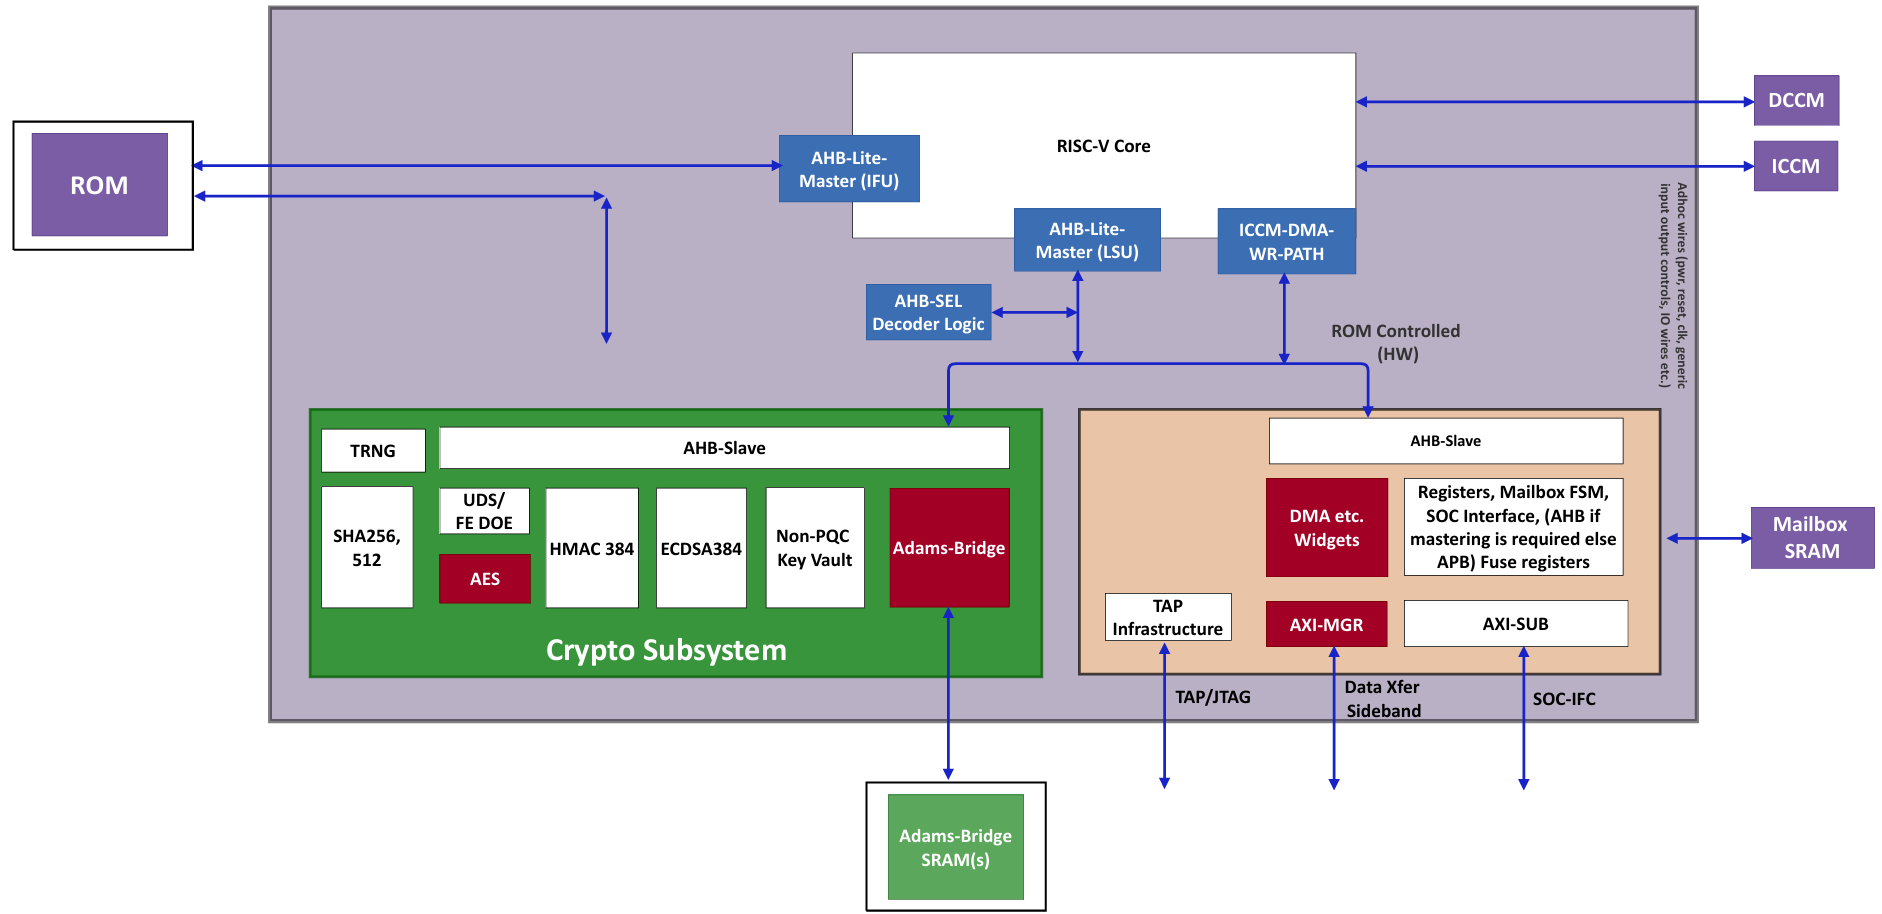 ROM
AHB-Lite-
Master (IFU)
RISC-V Core
AHB-Lite-
Master (LSU)
ICCM-DMA-
WR-PATH
AHB-SEL
Decoder Logic
ROM Controlled
(HW)
DCCM
ICCM
Adhoc wires (pwr, reset, clk, generic
input output controls, IO wires etc.)
TRNG
AHB-Slave
SHA256,
512
UDS/
FE DOE
AES
HMAC 384
ECDSA384
Non-PQC
Key Vault
Adams-Bridge
Crypto Subsystem
AHB-Slave
DMA etc.
Widgets
Registers, Mailbox FSM,
SOC Interface, (AHB if
mastering is required else
APB) Fuse registers
TAP
Infrastructure
AXI-MGR
AXI-SUB
Mailbox
SRAM
TAP/JTAG
Data Xfer
Sideband
SOC-IFC
Adams-Bridge
SRAM(s)